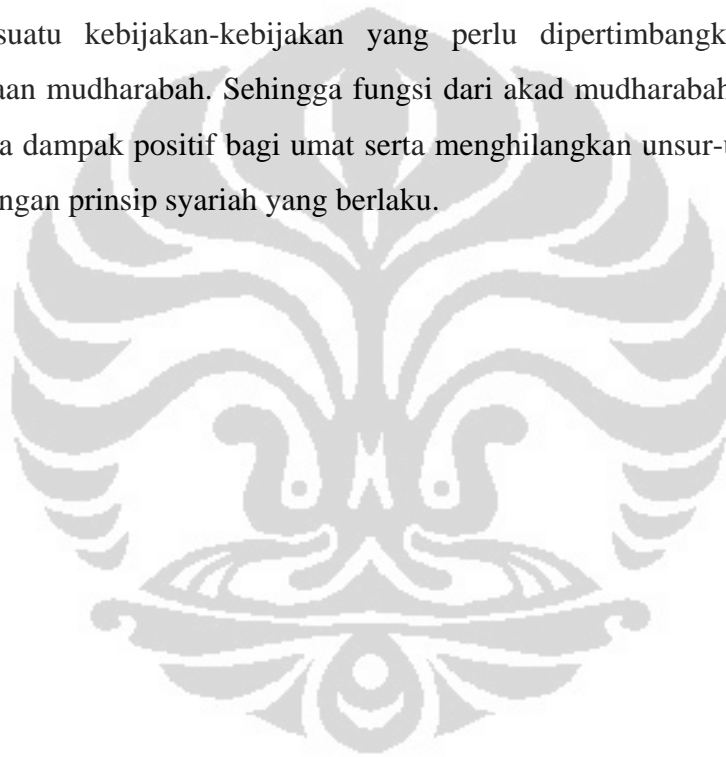 suatu kebijakan-kebijakan yang perlu dipertimbangk
aan mudharabah. Sehingga fungsi dari akad mudharabah
a dampak positif bagi umat serta menghilangkan unsur-u
ngan prinsip syariah yang berlaku.